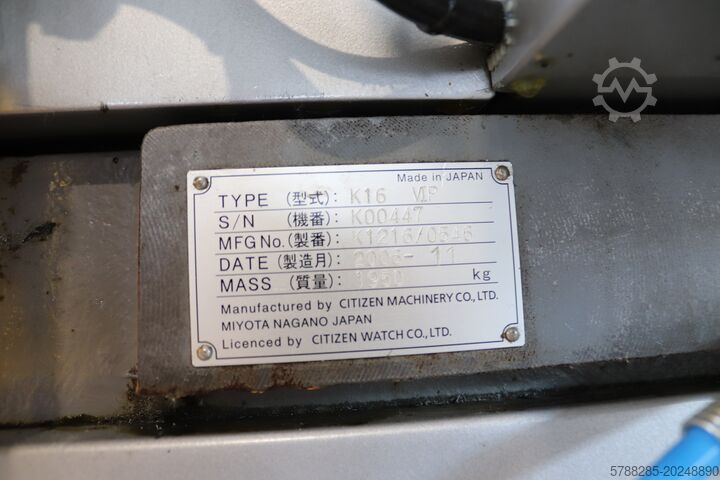 Made in JAPAN
TYPE (型式): K16 ⅥP
S/N (機番): K00447
MFG No. (製番): K1216/0646
DATE (製造月): 2006- 11
MASS (質量): 1950 kg
Manufactured by CITIZEN MACHINERY CO., LTD.
MIYOTA NAGANO JAPAN
Licenced by CITIZEN WATCH CO., LTD.
5788285-20248890